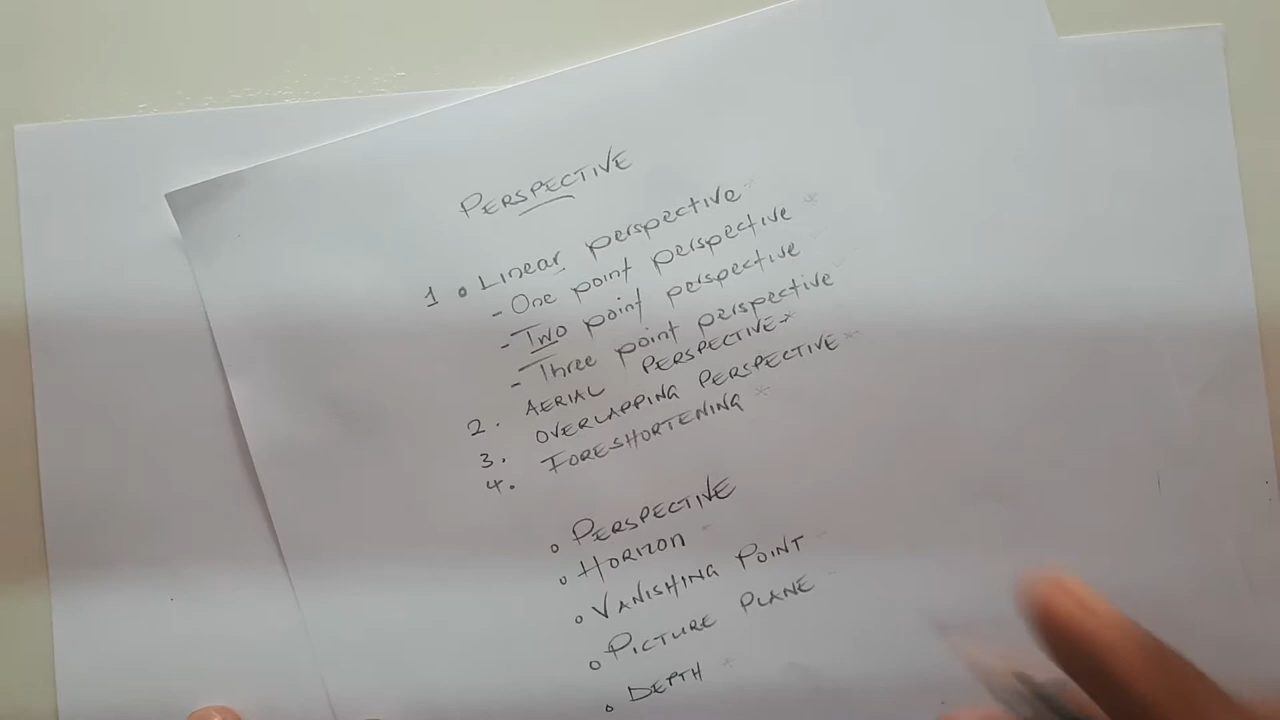 PERSPECTIVE
1 • Linear perspective
- One point perspective
- Two point perspective
- Three point perspective
2. AERIAL PERSPECTIVE
3. OVERLAPPING PERSPECTIVE
4. FORESHORTENING
• PERSPECTIVE
• HORIZON
• VANISHING POINT
• PICTURE PLANE
• DEPTH